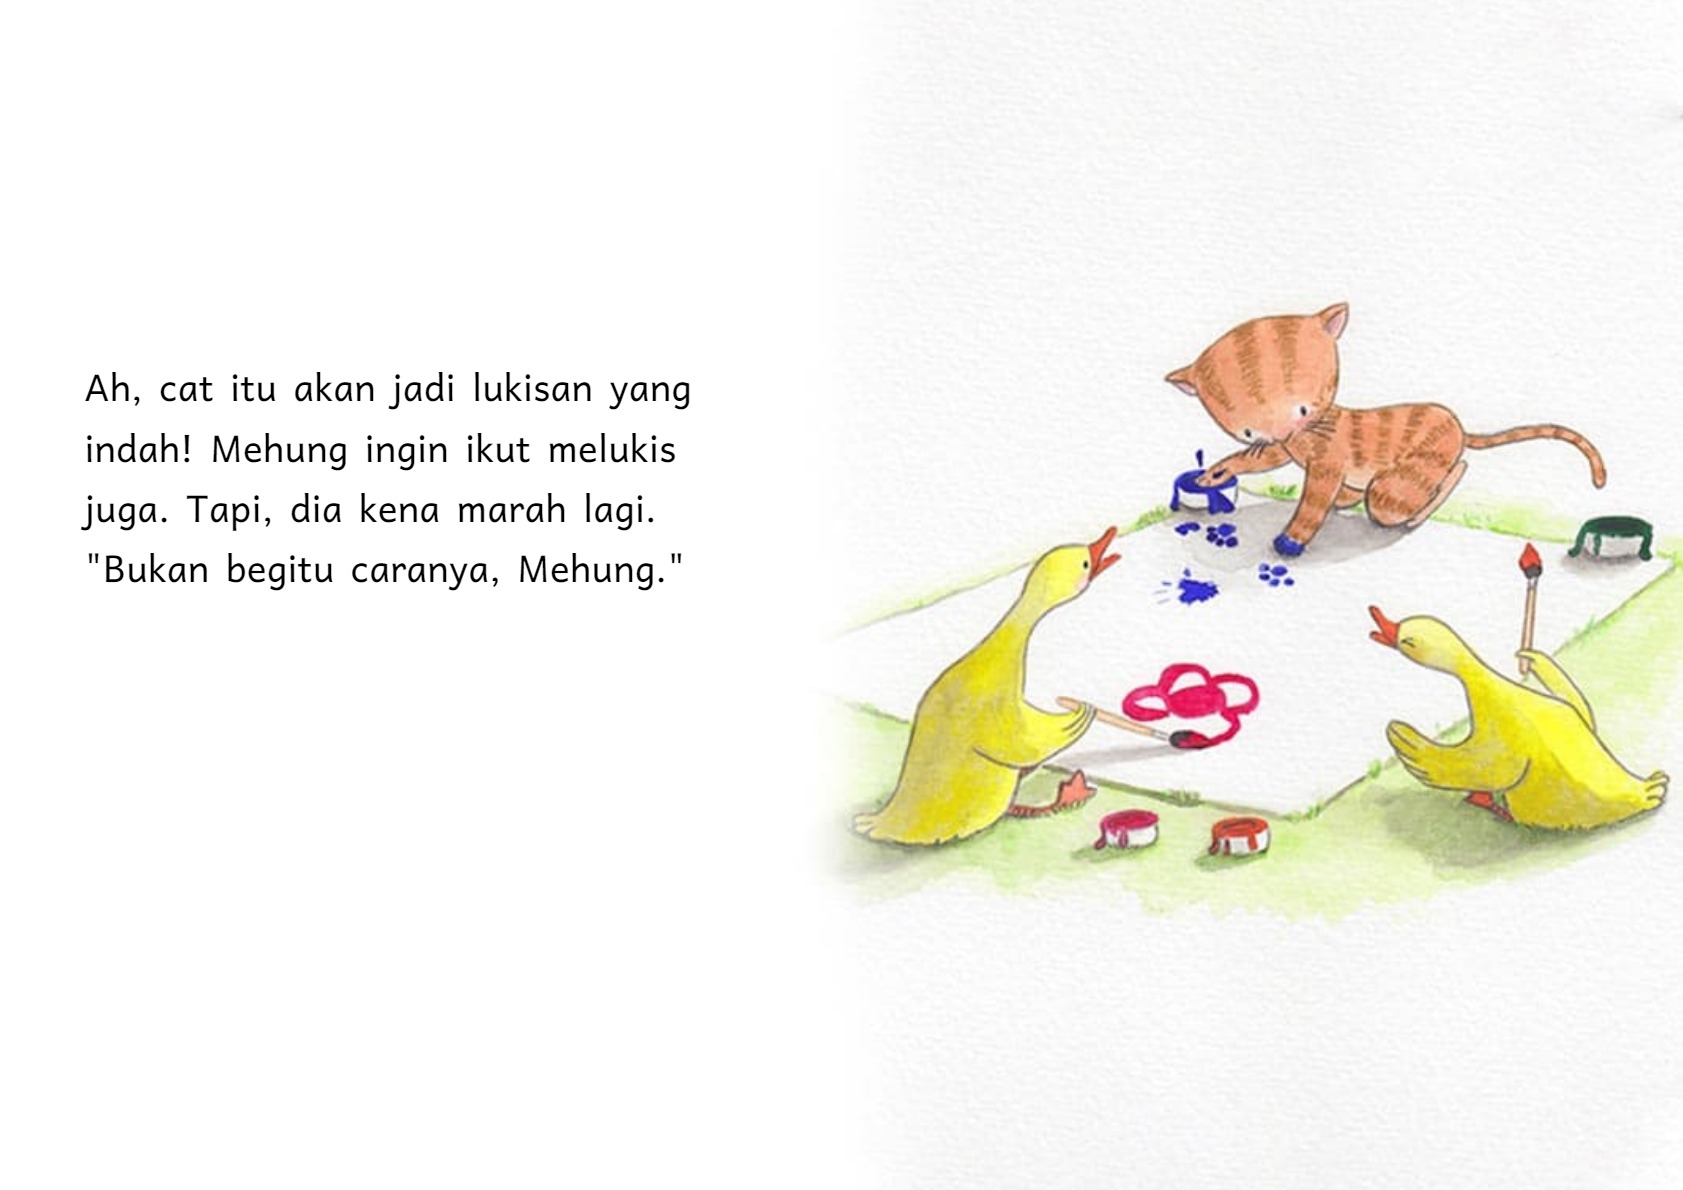 Ah, cat itu akan jadi lukisan yang
indah! Mehung ingin ikut melukis
juga. Tapi, dia kena marah lagi.
"Bukan begitu caranya, Mehung."